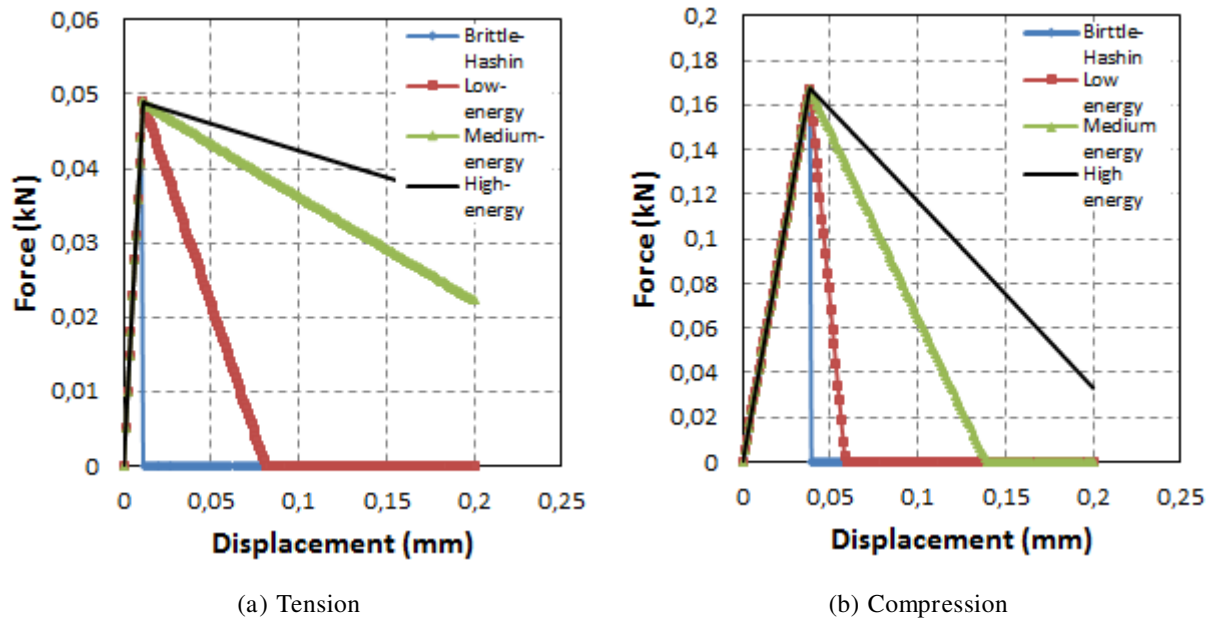 0,06
0,05
0,04
0,03
0,02
0,01
0
Force (kN)
0
0,05
0,1
0,15
0,2
0,25
Displacement (mm)
Brittle-
Hashin
Low-
energy
Medium-
energy
High-
energy
(a) Tension
0,2
0,18
0,16
0,14
0,12
0,1
0,08
0,06
0,04
0,02
0
Force (kN)
0
0,05
0,1
0,15
0,2
0,25
Displacement (mm)
Birttle-
Hashin
Low
energy
Medium
energy
High
energy
(b) Compression